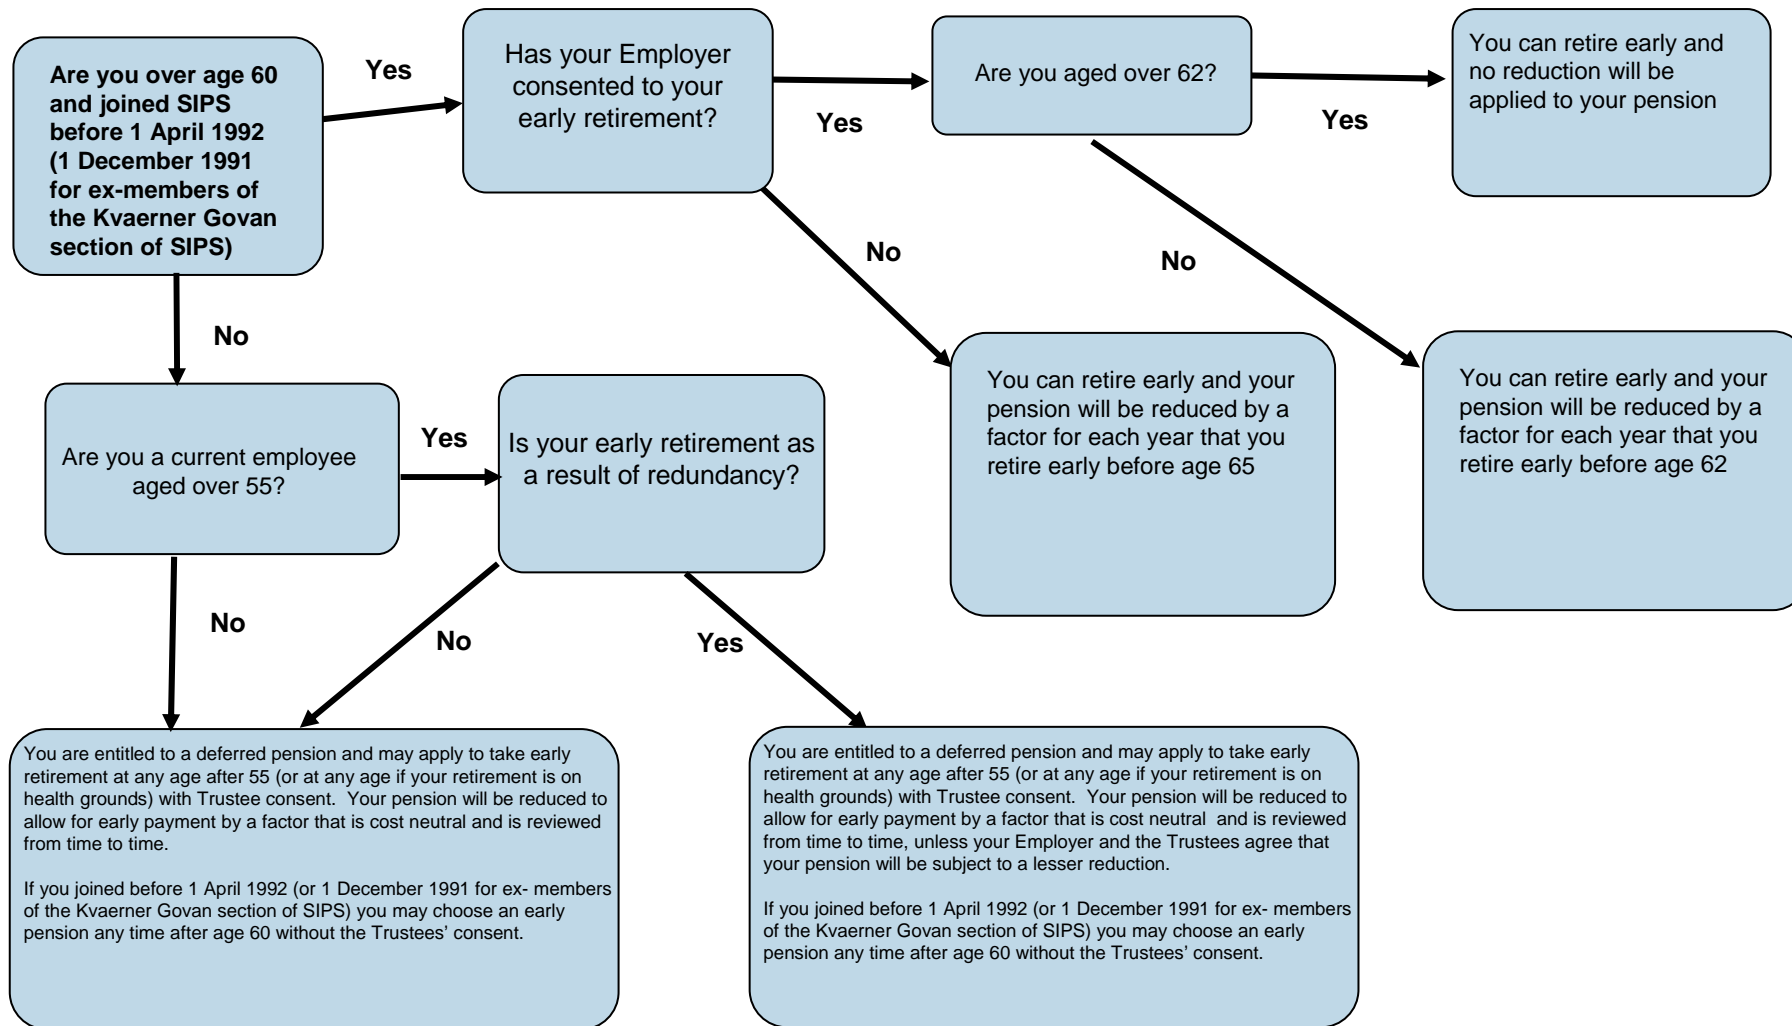 Are you over age 60
and joined SIPS
before 1 April 1992
(1 December 1991
for ex-members of
the Kvaerner Govan
section of SIPS)
Yes
Has your Employer
consented to your
early retirement?
Yes
Are you aged over 62?
Yes
You can retire early and
no reduction will be
applied to your pension
No
No
No
You can retire early and your
pension will be reduced by a
factor for each year that you
retire early before age 65
You can retire early and your
pension will be reduced by a
factor for each year that you
retire early before age 62
Are you a current employee
aged over 55?
Yes
Is your early retirement as
a result of redundancy?
No
No
Yes
You are entitled to a deferred pension and may apply to take early
retirement at any age after 55 (or at any age if your retirement is on
health grounds) with Trustee consent.  Your pension will be reduced to
allow for early payment by a factor that is cost neutral and is reviewed
from time to time.
If you joined before 1 April 1992 (or 1 December 1991 for ex- members
of the Kvaerner Govan section of SIPS) you may choose an early
pension any time after age 60 without the Trustees’ consent.
You are entitled to a deferred pension and may apply to take early
retirement at any age after 55 (or at any age if your retirement is on
health grounds) with Trustee consent.  Your pension will be reduced to
allow for early payment by a factor that is cost neutral  and is reviewed
from time to time, unless your Employer and the Trustees agree that
your pension will be subject to a lesser reduction.
If you joined before 1 April 1992 (or 1 December 1991 for ex- members
of the Kvaerner Govan section of SIPS) you may choose an early
pension any time after age 60 without the Trustees’ consent.